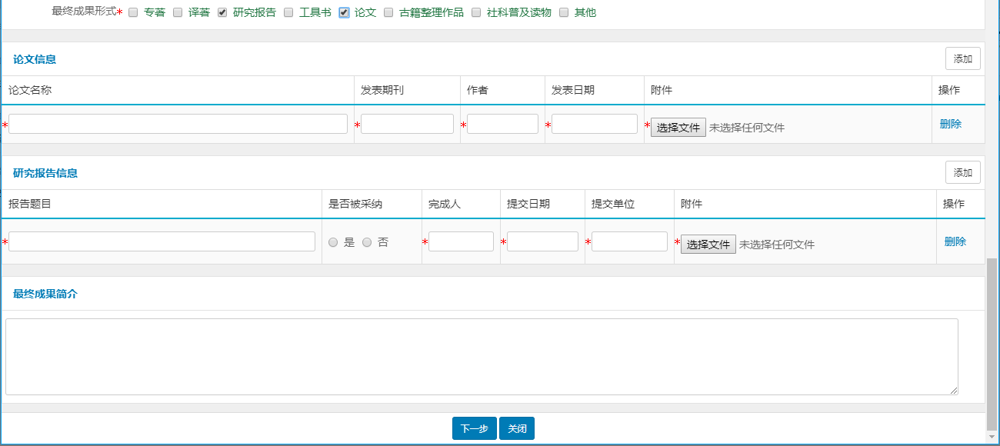 最终成果形式* 专著 译著 研究报告 工具书 论文 古籍整理作品 社科普及读物 其他
论文信息 添加
论文名称 发表期刊 作者 发表日期 附件 操作
* * * * * 选择文件 未选择任何文件 删除
研究报告信息 添加
报告题目 是否被采纳 完成人 提交日期 提交单位 附件 操作
* 是 否 * * * * 选择文件 未选择任何文件 删除
最终成果简介
下一步 关闭